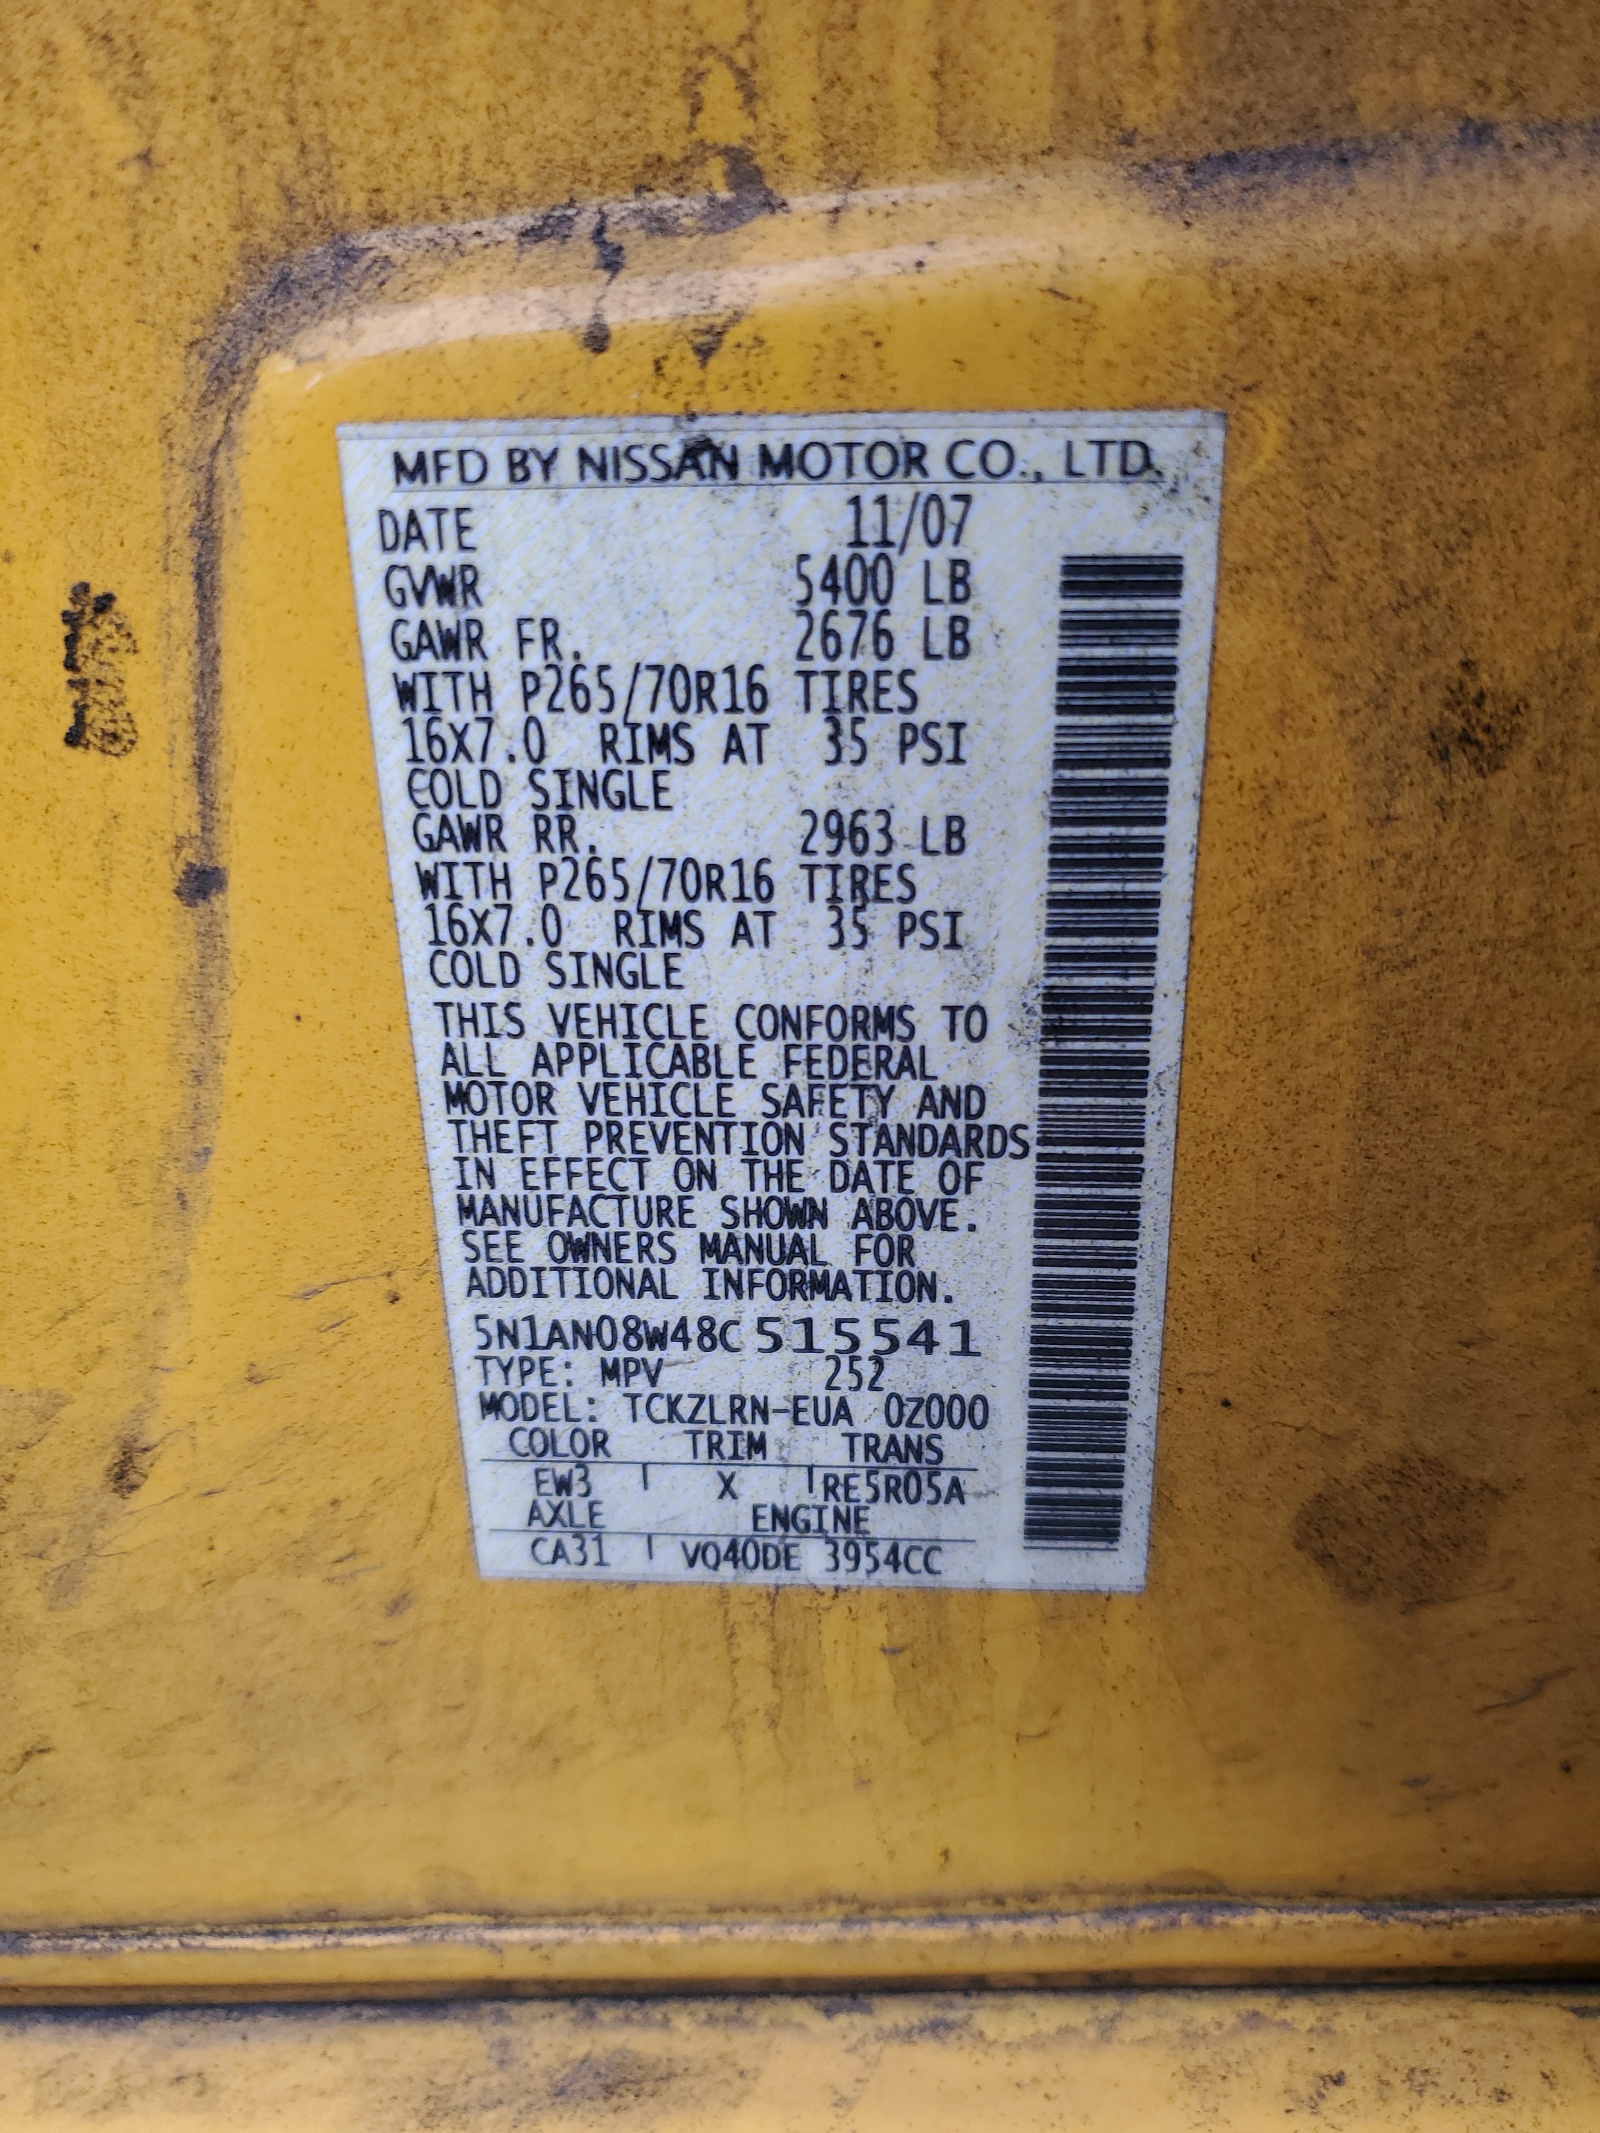 MFD BY NISSAN MOTOR CO., LTD.
DATE 11/07
GVWR 5400 LB
GAWR FR. 2676 LB
WITH P265/70R16 TIRES
16X7.0 RIMS AT 35 PSI
COLD SINGLE
GAWR RR. 2963 LB
WITH P265/70R16 TIRES
16X7.0 RIMS AT 35 PSI
COLD SINGLE
THIS VEHICLE CONFORMS TO
ALL APPLICABLE FEDERAL
MOTOR VEHICLE SAFETY AND
THEFT PREVENTION STANDARDS
IN EFFECT ON THE DATE OF
MANUFACTURE SHOWN ABOVE.
SEE OWNERS MANUAL FOR
ADDITIONAL INFORMATION.
5N1AN08W48C515541
TYPE: MPV 252
MODEL: TCKZLRN-EUA 0Z000
COLOR TRIM TRANS
EW3 X RE5R05A
AXLE ENGINE
CA31 VQ40DE 3954CC